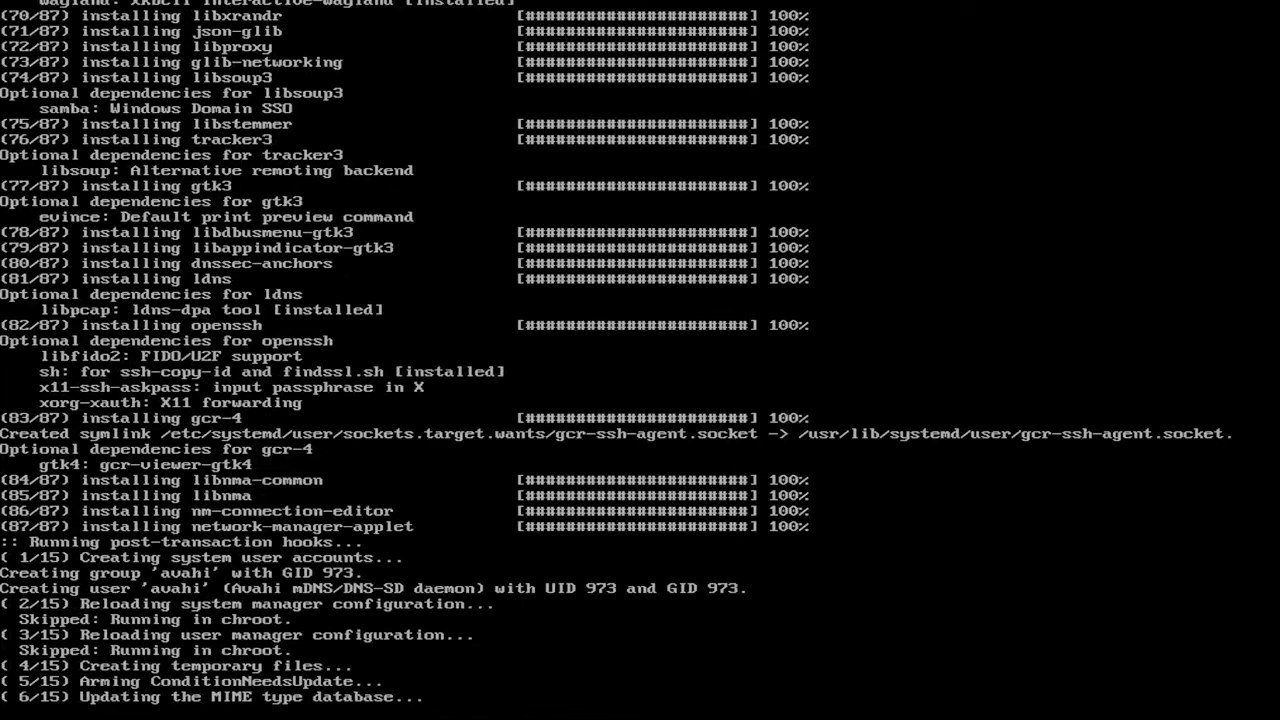 wayland: xkbcli interactive-wayland [installed]
(70/87) installing libxrandr [#######################] 100%
(71/87) installing json-glib [#######################] 100%
(72/87) installing libproxy [#######################] 100%
(73/87) installing glib-networking [#######################] 100%
(74/87) installing libsoup3 [#######################] 100%
Optional dependencies for libsoup3
samba: Windows Domain SSO
(75/87) installing libstemmer [#######################] 100%
(76/87) installing tracker3 [#######################] 100%
Optional dependencies for tracker3
libsoup: Alternative remoting backend
(77/87) installing gtk3 [#######################] 100%
Optional dependencies for gtk3
evince: Default print preview command
(78/87) installing libdbusmenu-gtk3 [#######################] 100%
(79/87) installing libappindicator-gtk3 [#######################] 100%
(80/87) installing dnssec-anchors [#######################] 100%
(81/87) installing ldns [#######################] 100%
Optional dependencies for ldns
libpcap: ldns-dpa tool [installed]
(82/87) installing openssh [#######################] 100%
Optional dependencies for openssh
libfido2: FIDO/U2F support
sh: for ssh-copy-id and findssl.sh [installed]
x11-ssh-askpass: input passphrase in X
xorg-xauth: X11 forwarding
(83/87) installing gcr-4 [#######################] 100%
Created symlink /etc/systemd/user/sockets.target.wants/gcr-ssh-agent.socket -> /usr/lib/systemd/user/gcr-ssh-agent.socket.
Optional dependencies for gcr-4
gtk4: gcr-viewer-gtk4
(84/87) installing libnma-common [#######################] 100%
(85/87) installing libnma [#######################] 100%
(86/87) installing nm-connection-editor [#######################] 100%
(87/87) installing network-manager-applet [#######################] 100%
:: Running post-transaction hooks...
( 1/15) Creating system user accounts...
Creating group 'avahi' with GID 973.
Creating user 'avahi' (Avahi mDNS/DNS-SD daemon) with UID 973 and GID 973.
( 2/15) Reloading system manager configuration...
Skipped: Running in chroot.
( 3/15) Reloading user manager configuration...
Skipped: Running in chroot.
( 4/15) Creating temporary files...
( 5/15) Arming ConditionNeedsUpdate...
( 6/15) Updating the MIME type database...